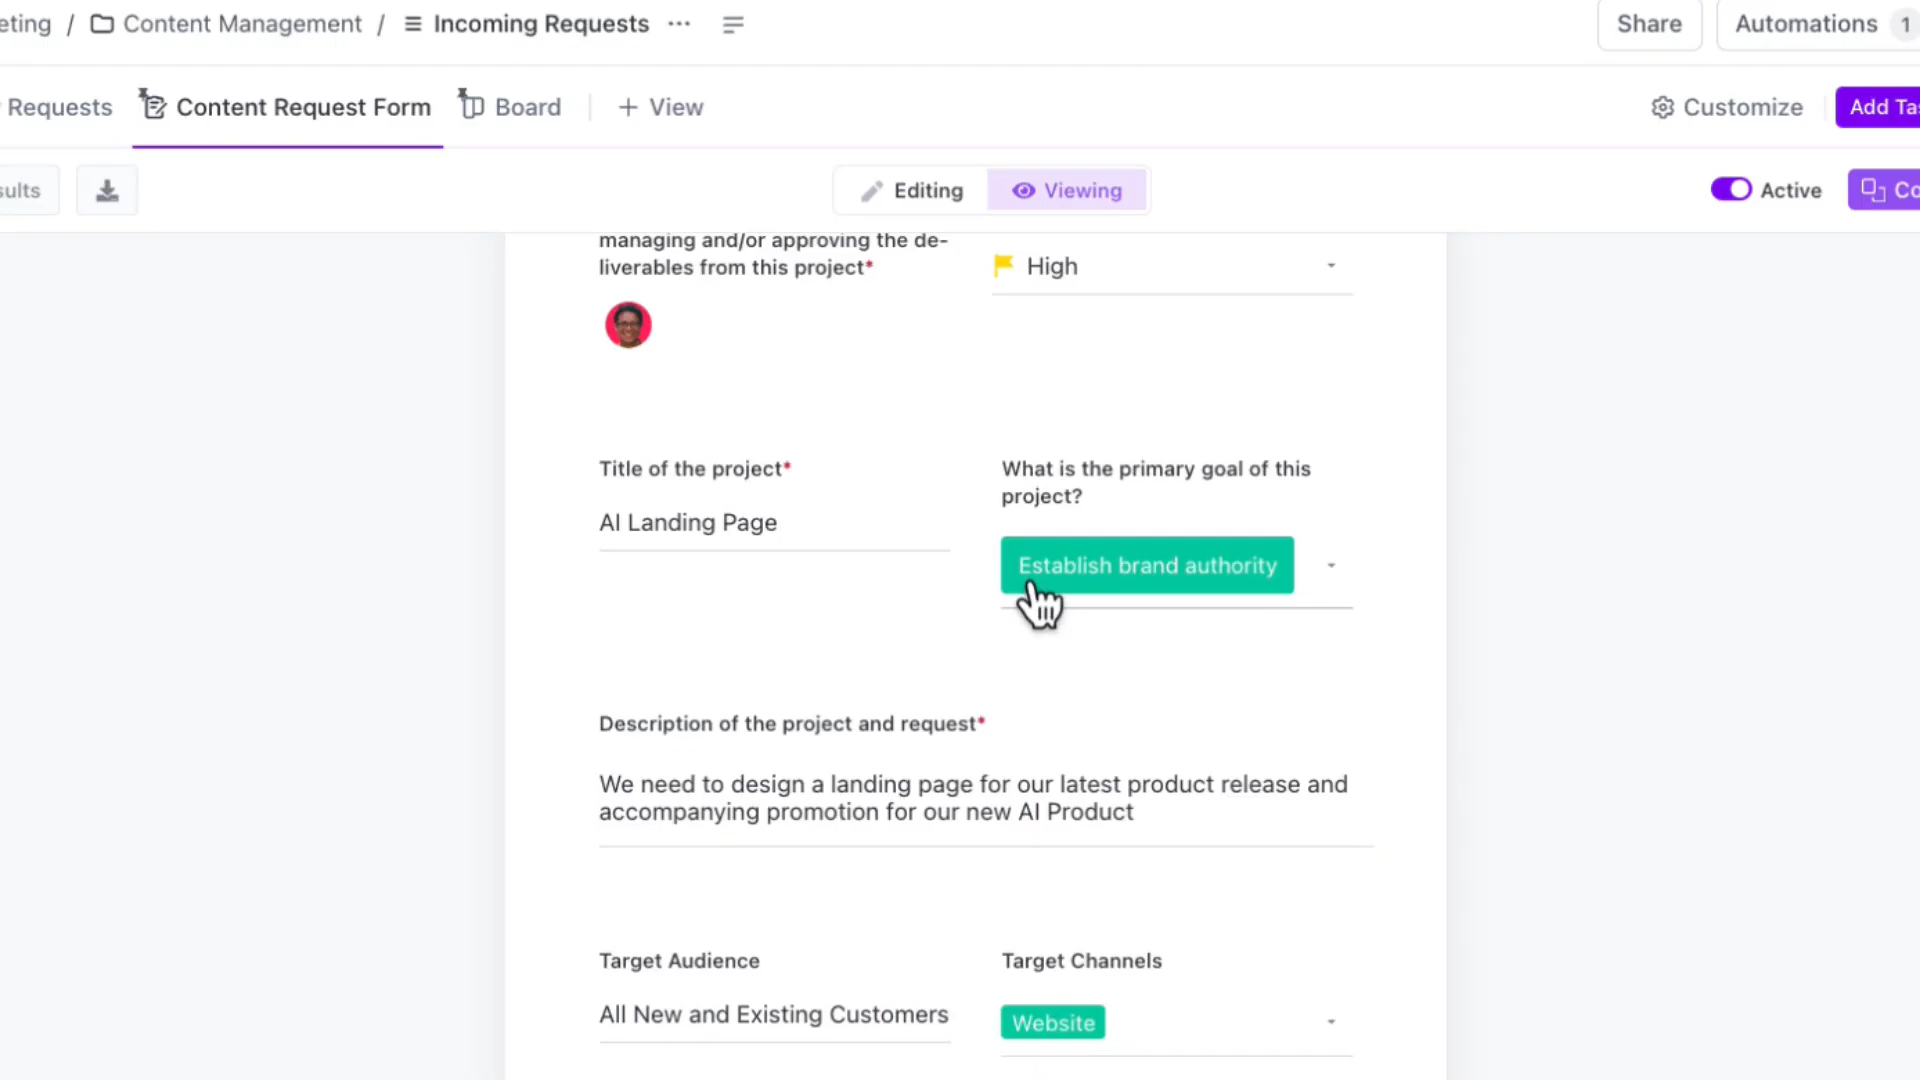 eting / Content Management / Incoming Requests ...
Share
Automations 1
Requests
Content Request Form
Board
+ View
Customize
Add Tas
sults
Editing
Viewing
Active
Co
managing and/or approving the de-
liverables from this project*
High
Title of the project*
AI Landing Page
What is the primary goal of this
project?
Establish brand authority
Description of the project and request*
We need to design a landing page for our latest product release and
accompanying promotion for our new AI Product
Target Audience
All New and Existing Customers
Target Channels
Website